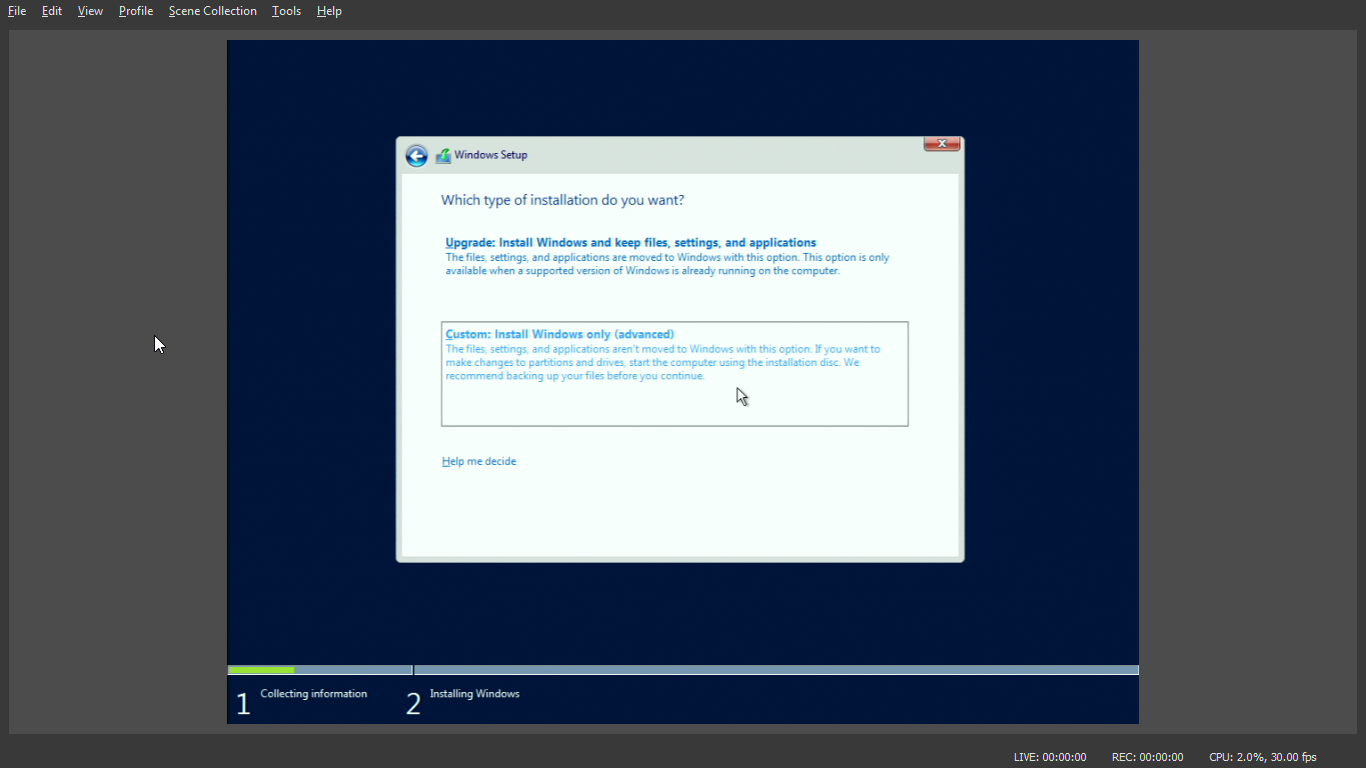 File Edit View Profile Scene Collection Tools Help
Windows Setup
x
Which type of installation do you want?
Upgrade: Install Windows and keep files, settings, and applications
The files, settings, and applications are moved to Windows with this option. This option is only
available when a supported version of Windows is already running on the computer.
Custom: Install Windows only (advanced)
The files, settings, and applications aren't moved to Windows with this option. If you want to
make changes to partitions and drives, start the computer using the installation disc. We
recommend backing up your files before you continue.
Help me decide
1 Collecting information 2 Installing Windows
LIVE: 00:00:00 REC: 00:00:00 CPU: 2.0%, 30.00 fps